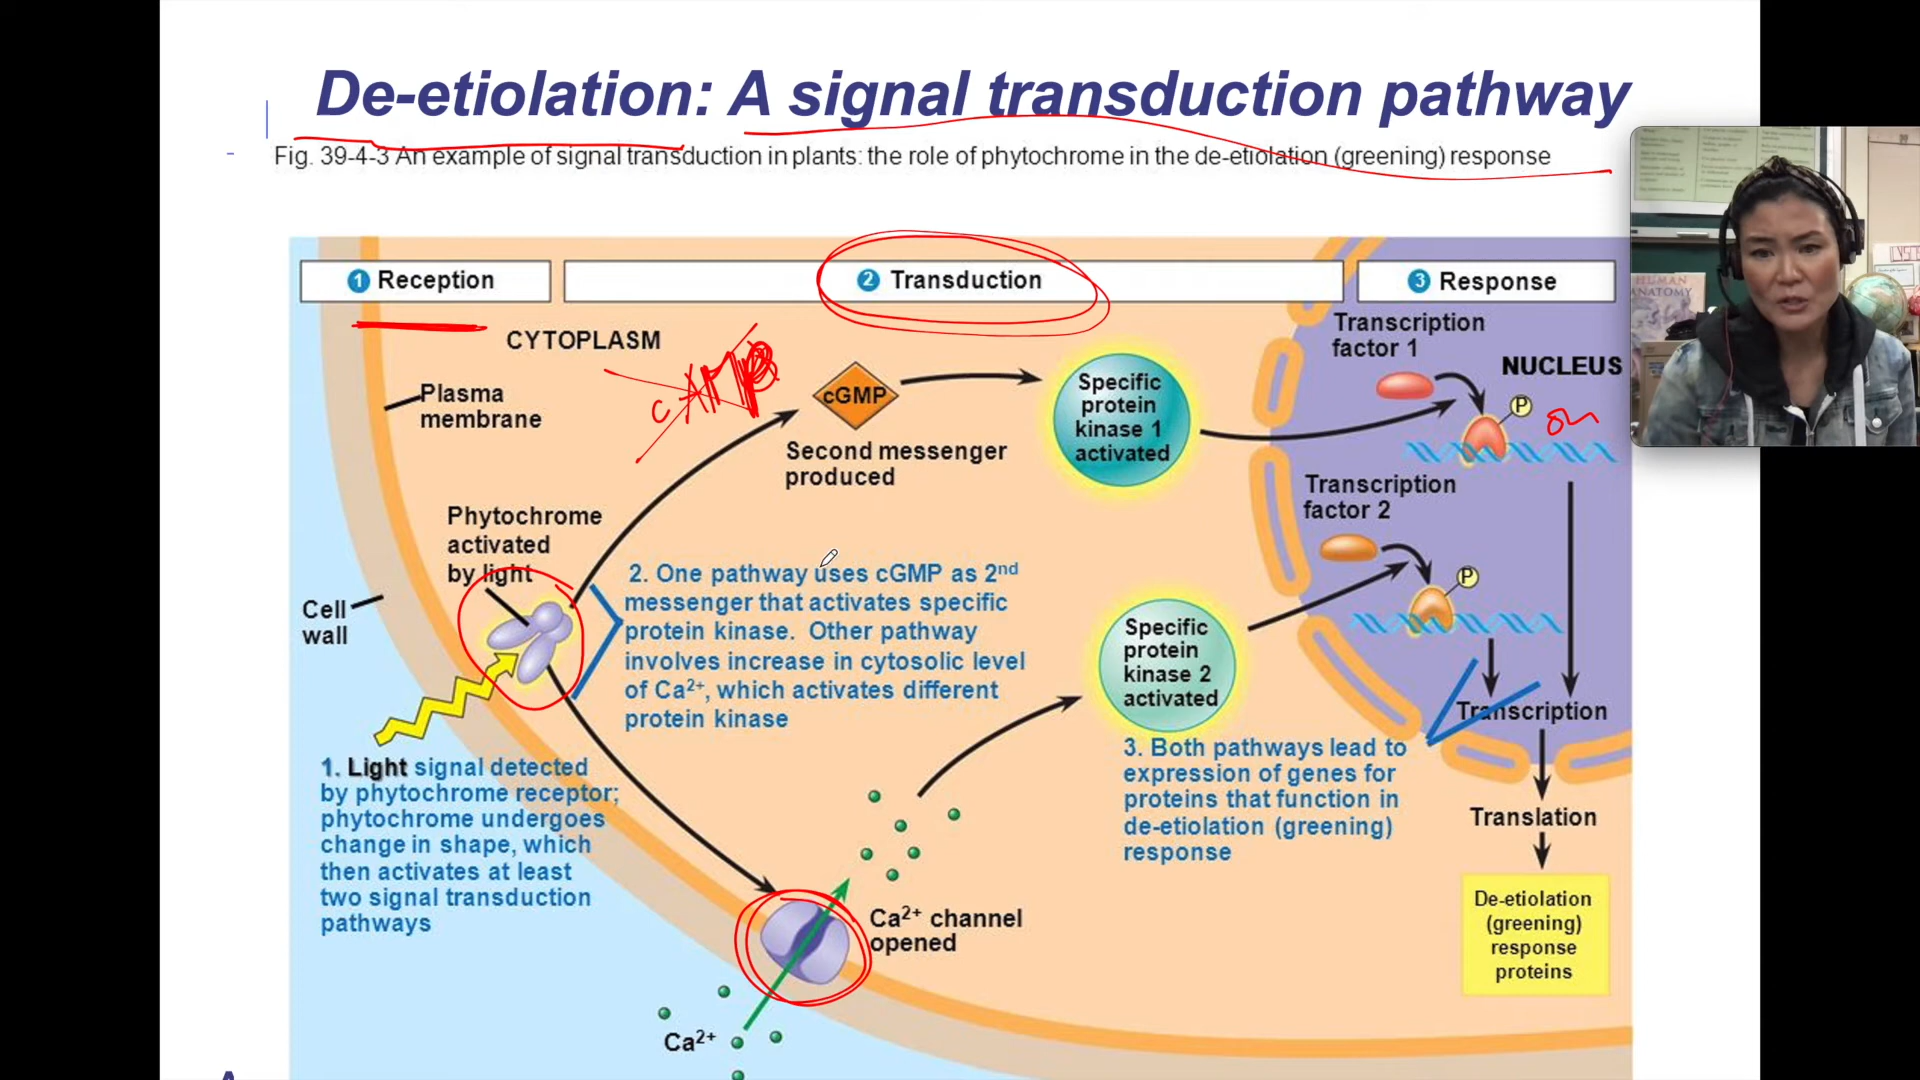 De-etiolation: A signal transduction pathway
Fig. 39-4-3 An example of signal transduction in plants: the role of phytochrome in the de-etiolation (greening) response
1 Reception
2 Transduction
3 Response
CYTOPLASM
Plasma
membrane
cAMP
cGMP
Second messenger
produced
Specific
protein
kinase 1
activated
Transcription
factor 1
NUCLEUS
P
on
Transcription
factor 2
P
Phytochrome
activated
by light
Cell
wall
2. One pathway uses cGMP as 2nd
messenger that activates specific
protein kinase. Other pathway
involves increase in cytosolic level
of Ca2+, which activates different
protein kinase
Specific
protein
kinase 2
activated
Transcription
1. Light signal detected
by phytochrome receptor;
phytochrome undergoes
change in shape, which
then activates at least
two signal transduction
pathways
3. Both pathways lead to
expression of genes for
proteins that function in
de-etiolation (greening)
response
Translation
De-etiolation
(greening)
response
proteins
Ca2+ channel
opened
Ca2+
HUMAN
ANATOMY